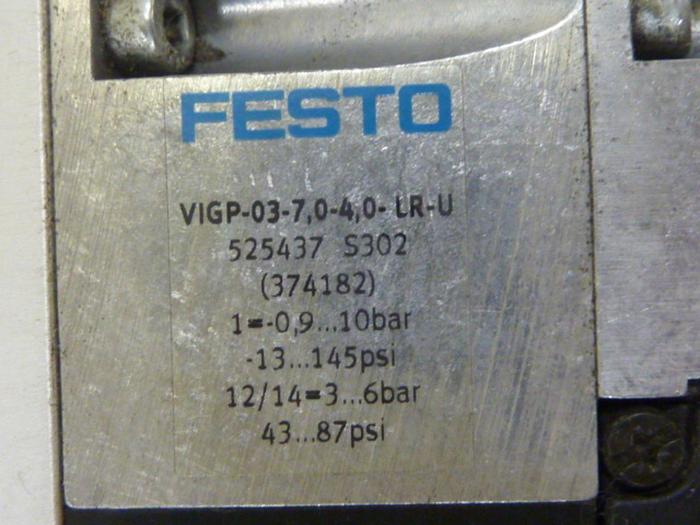 FESTO
VIGP-03-7,0-4,0- LR-U
525437 S302
(374182)
1=-0,9...10bar
-13...145psi
12/14=3...6bar
43...87psi